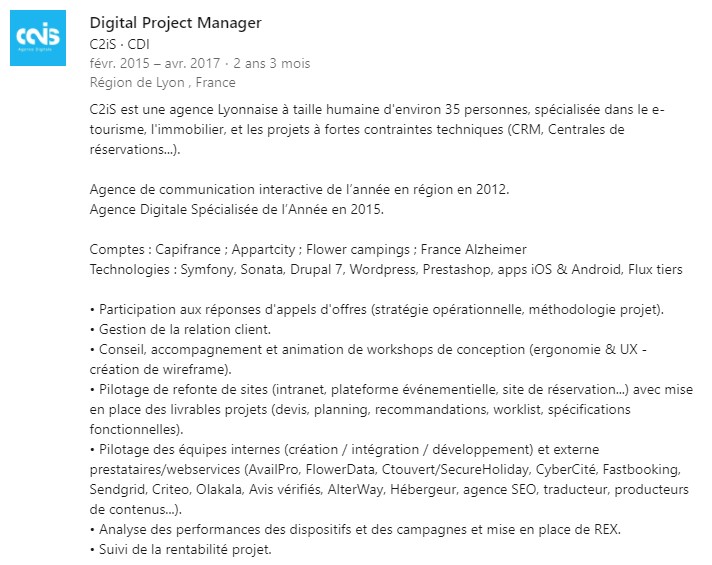 c2is
Agence Digitale
Digital Project Manager
C2iS · CDI
févr. 2015 – avr. 2017 · 2 ans 3 mois
Région de Lyon , France
C2iS est une agence Lyonnaise à taille humaine d'environ 35 personnes, spécialisée dans le e-
tourisme, l'immobilier, et les projets à fortes contraintes techniques (CRM, Centrales de
réservations...).
Agence de communication interactive de l’année en région en 2012.
Agence Digitale Spécialisée de l’Année en 2015.
Comptes : Capifrance ; Appartcity ; Flower campings ; France Alzheimer
Technologies : Symfony, Sonata, Drupal 7, Wordpress, Prestashop, apps iOS & Android, Flux tiers
• Participation aux réponses d'appels d'offres (stratégie opérationnelle, méthodologie projet).
• Gestion de la relation client.
• Conseil, accompagnement et animation de workshops de conception (ergonomie & UX -
création de wireframe).
• Pilotage de refonte de sites (intranet, plateforme événementielle, site de réservation...) avec mise
en place des livrables projets (devis, planning, recommandations, worklist, spécifications
fonctionnelles).
• Pilotage des équipes internes (création / intégration / développement) et externe
prestataires/webservices (AvailPro, FlowerData, Ctouvert/SecureHoliday, CyberCité, Fastbooking,
Sendgrid, Criteo, Olakala, Avis vérifiés, AlterWay, Hébergeur, agence SEO, traducteur, producteurs
de contenus...).
• Analyse des performances des dispositifs et des campagnes et mise en place de REX.
• Suivi de la rentabilité projet.